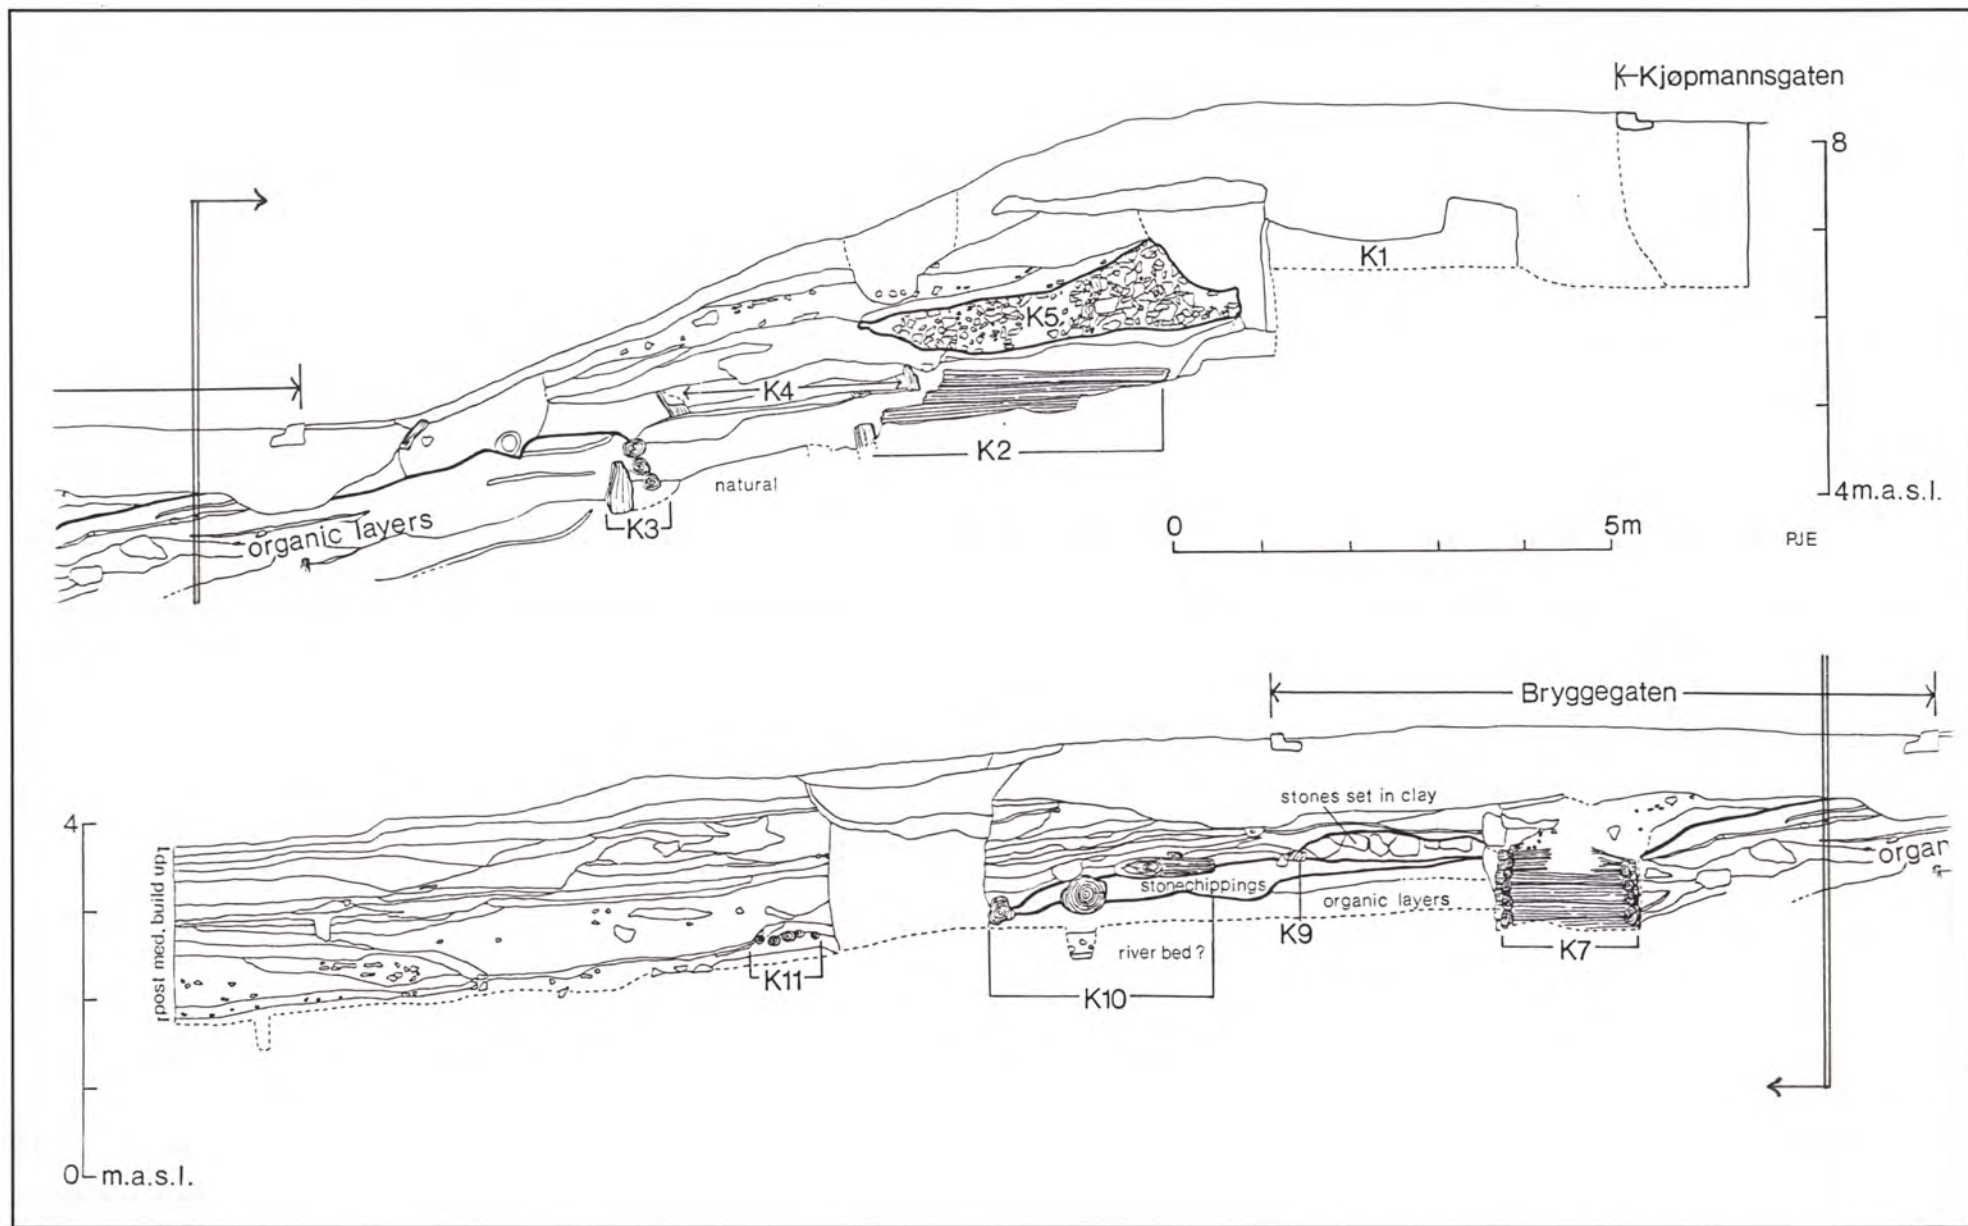 Kjøpmannsgaten
8
K1
K5
K4
K2
natural
4m.a.s.l.
K3
organic layers
0 5m
PJE
Bryggegaten
4
stones set in clay
stonechippings
organic layers
organ
post med. build up
K9
K7
river bed ?
K11
K10
0 m.a.s.l.